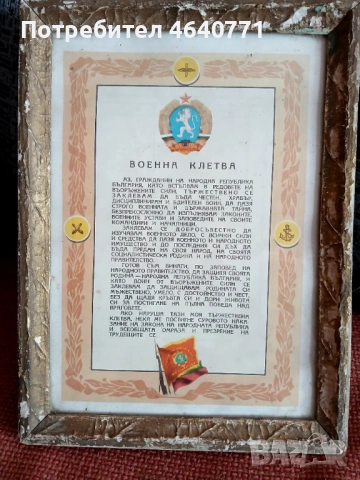 Потребител 4640771
ВОЕННА КЛЕТВА
АЗ, ГРАЖДАНИН НА НАРОДНА РЕПУБЛИКА
БЪЛГАРИЯ, КАТО ВСТЪПВАМ В РЕДОВЕТЕ НА
ВЪОРЪЖЕНИТЕ СИЛИ, ТЪРЖЕСТВЕНО СЕ
ЗАКЛЕВАМ ДА БЪДА ЧЕСТЕН, ХРАБЪР,
ДИСЦИПЛИНИРАН И БДИТЕЛЕН ВОИН, ДА ПАЗЯ
СТРОГО ВОЕННАТА И ДЪРЖАВНАТА ТАЙНА,
БЕЗПРЕКОСЛОВНО ДА ИЗПЪЛНЯВАМ ЗАКОНИТЕ,
ВОЕННИТЕ УСТАВИ И ЗАПОВЕДИТЕ НА СВОИТЕ
КОМАНДИРИ И НАЧАЛНИЦИ.
ЗАКЛЕВАМ СЕ ДОБРОСЪВЕСТНО ДА
ИЗУЧАВАМ ВОЕННОТО ДЕЛО, С ВСИЧКИ СИЛИ
И СРЕДСТВА ДА ПАЗЯ ВОЕННОТО И НАРОДНОТО
ИМУЩЕСТВО И ДО ПОСЛЕДНИЯ СИ ДЪХ ДА
БЪДА ПРЕДАН НА СВОЯ НАРОД, НА СВОЯТА
СОЦИАЛИСТИЧЕСКА РОДИНА И НА НАРОДНОТО
ПРАВИТЕЛСТВО.
ГОТОВ СЪМ ВИНАГИ ПО ЗАПОВЕД НА
НАРОДНОТО ПРАВИТЕЛСТВО, ДА ЗАЩИТЯ СВОЯТА
РОДИНА — НАРОДНА РЕПУБЛИКА БЪЛГАРИЯ, И
КАТО ВОИН ОТ ВЪОРЪЖЕНИТЕ СИЛИ СЕ
ЗАКЛЕВАМ ДА ЗАЩИЩАВАМ РОДИНАТА СИ
МЪЖЕСТВЕНО, УМЕЛО, С ДОСТОЙНСТВО И ЧЕСТ,
БЕЗ ДА ЩАДЯ КРЪВТА СИ И ДОРИ ЖИВОТА
СИ ЗА ПОСТИГАНЕ НА ПЪЛНА ПОБЕДА НАД
ВРАГОВЕТЕ.
АКО НАРУША ТАЗИ МОЯ ТЪРЖЕСТВЕНА
КЛЕТВА, НЕКА МЕ ПОСТИГНЕ СУРОВОТО НАКА-
ЗАНИЕ НА ЗАКОНА НА НАРОДНАТА РЕПУБЛИКА
И ВСЕОБЩАТА ОМРАЗА И ПРЕЗРЕНИЕ НА
ТРУДЕЩИТЕ СЕ.
bazar